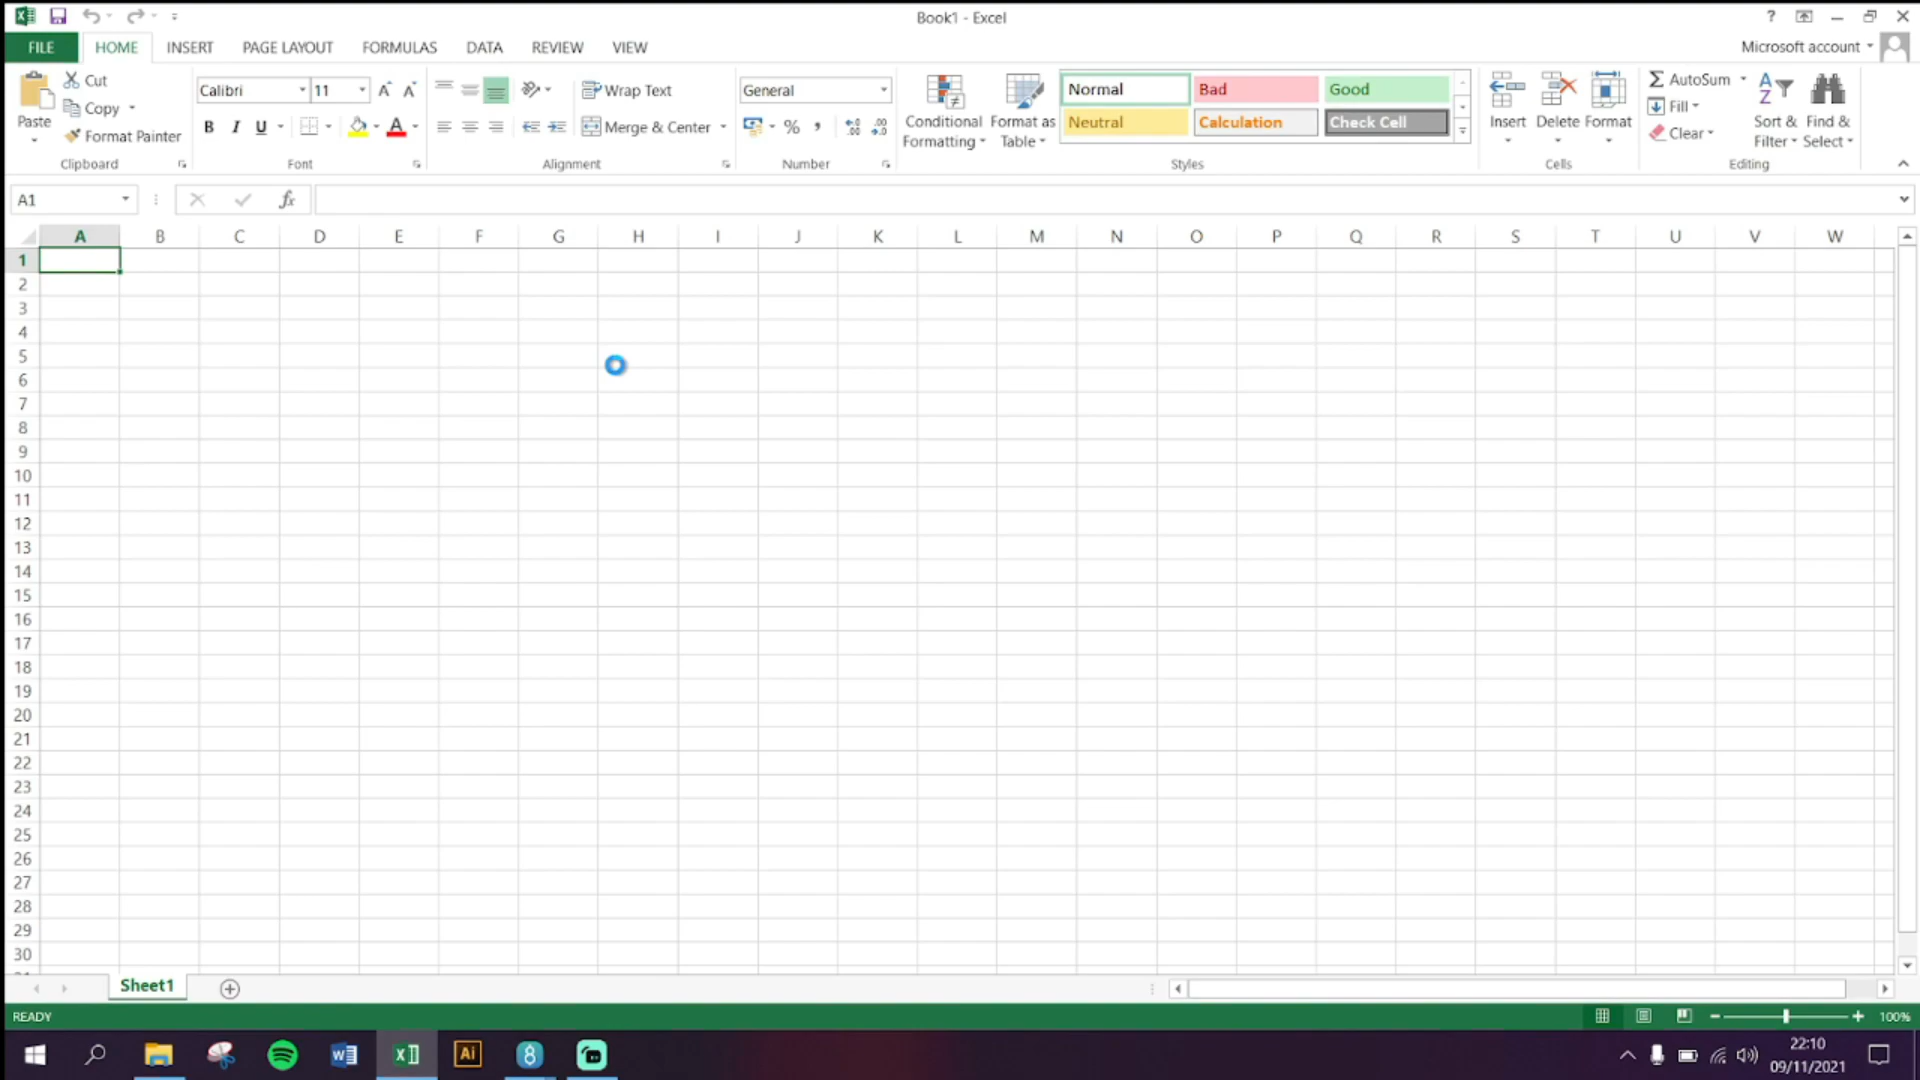 Book1 - Excel
?
FILE HOME INSERT PAGE LAYOUT FORMULAS DATA REVIEW VIEW
Microsoft account
Paste
Cut
Copy
Format Painter
Clipboard
Calibri 11
B I U A
Font
Wrap Text
Merge & Center
Alignment
General
% ,
Number
Conditional Formatting
Format as Table
Normal Bad Good
Neutral Calculation Check Cell
Styles
Insert Delete Format
Cells
AutoSum
Fill
Clear
Sort & Filter
Find & Select
Editing
A1
fx
A B C D E F G H I J K L M N O P Q R S T U V W
1
2
3
4
5
6
7
8
9
10
11
12
13
14
15
16
17
18
19
20
21
22
23
24
25
26
27
28
29
30
Sheet1
READY
100%
Ai
8
22:10
09/11/2021